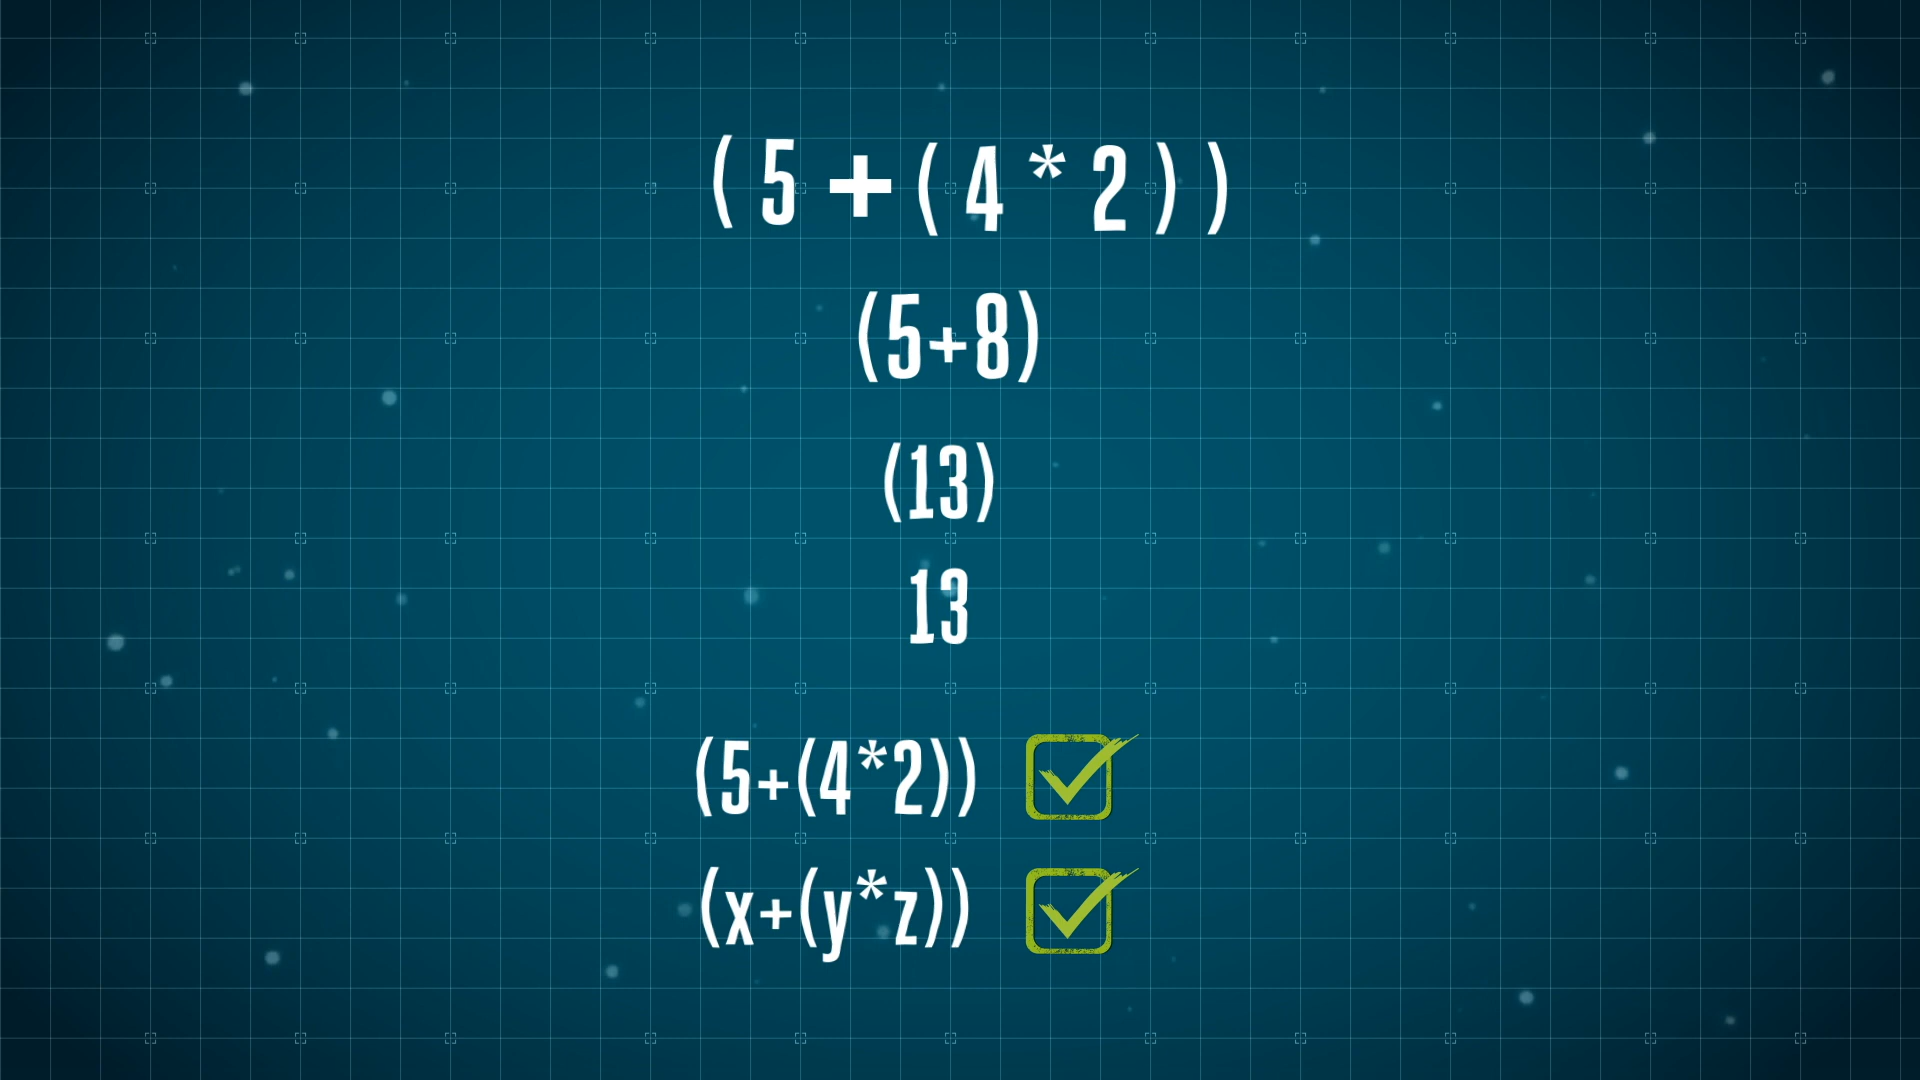 ( 5 + ( 4 * 2 ) )
(5+8)
(13)
13
(5+(4*2))
(x+(y*z))